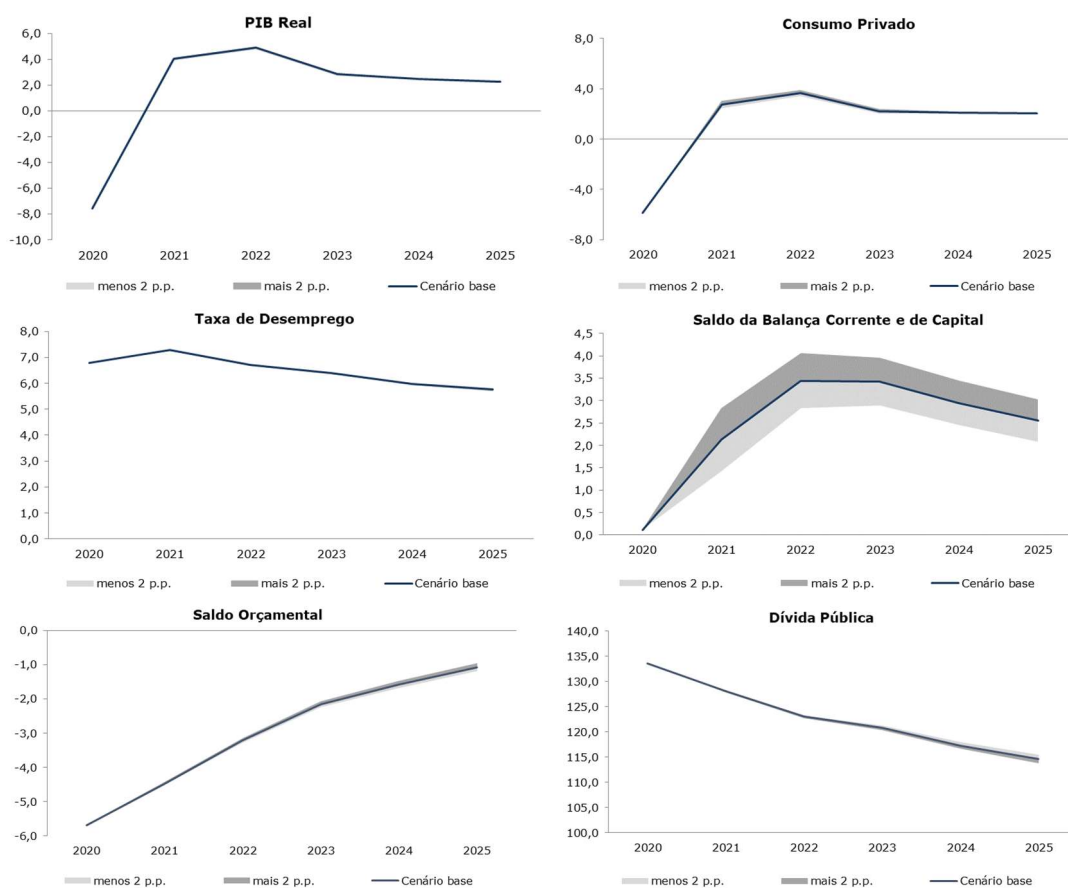 PIB Real
6,0
4,0
2,0
0,0
-2,0
-4,0
-6,0
-8,0
-10,0
2020 2021 2022 2023 2024 2025
menos 2 p.p. mais 2 p.p. Cenário base
Consumo Privado
8,0
4,0
0,0
-4,0
-8,0
2020 2021 2022 2023 2024 2025
menos 2 p.p. mais 2 p.p. Cenário base
Taxa de Desemprego
8,0
7,0
6,0
5,0
4,0
3,0
2,0
1,0
0,0
2020 2021 2022 2023 2024 2025
menos 2 p.p. mais 2 p.p. Cenário base
Saldo da Balança Corrente e de Capital
4,5
4,0
3,5
3,0
2,5
2,0
1,5
1,0
0,5
0,0
2020 2021 2022 2023 2024 2025
menos 2 p.p. mais 2 p.p. Cenário base
Saldo Orçamental
0,0
-1,0
-2,0
-3,0
-4,0
-5,0
-6,0
2020 2021 2022 2023 2024 2025
menos 2 p.p. mais 2 p.p. Cenário base
Dívida Pública
140,0
135,0
130,0
125,0
120,0
115,0
110,0
105,0
100,0
2020 2021 2022 2023 2024 2025
menos 2 p.p. mais 2 p.p. Cenário base